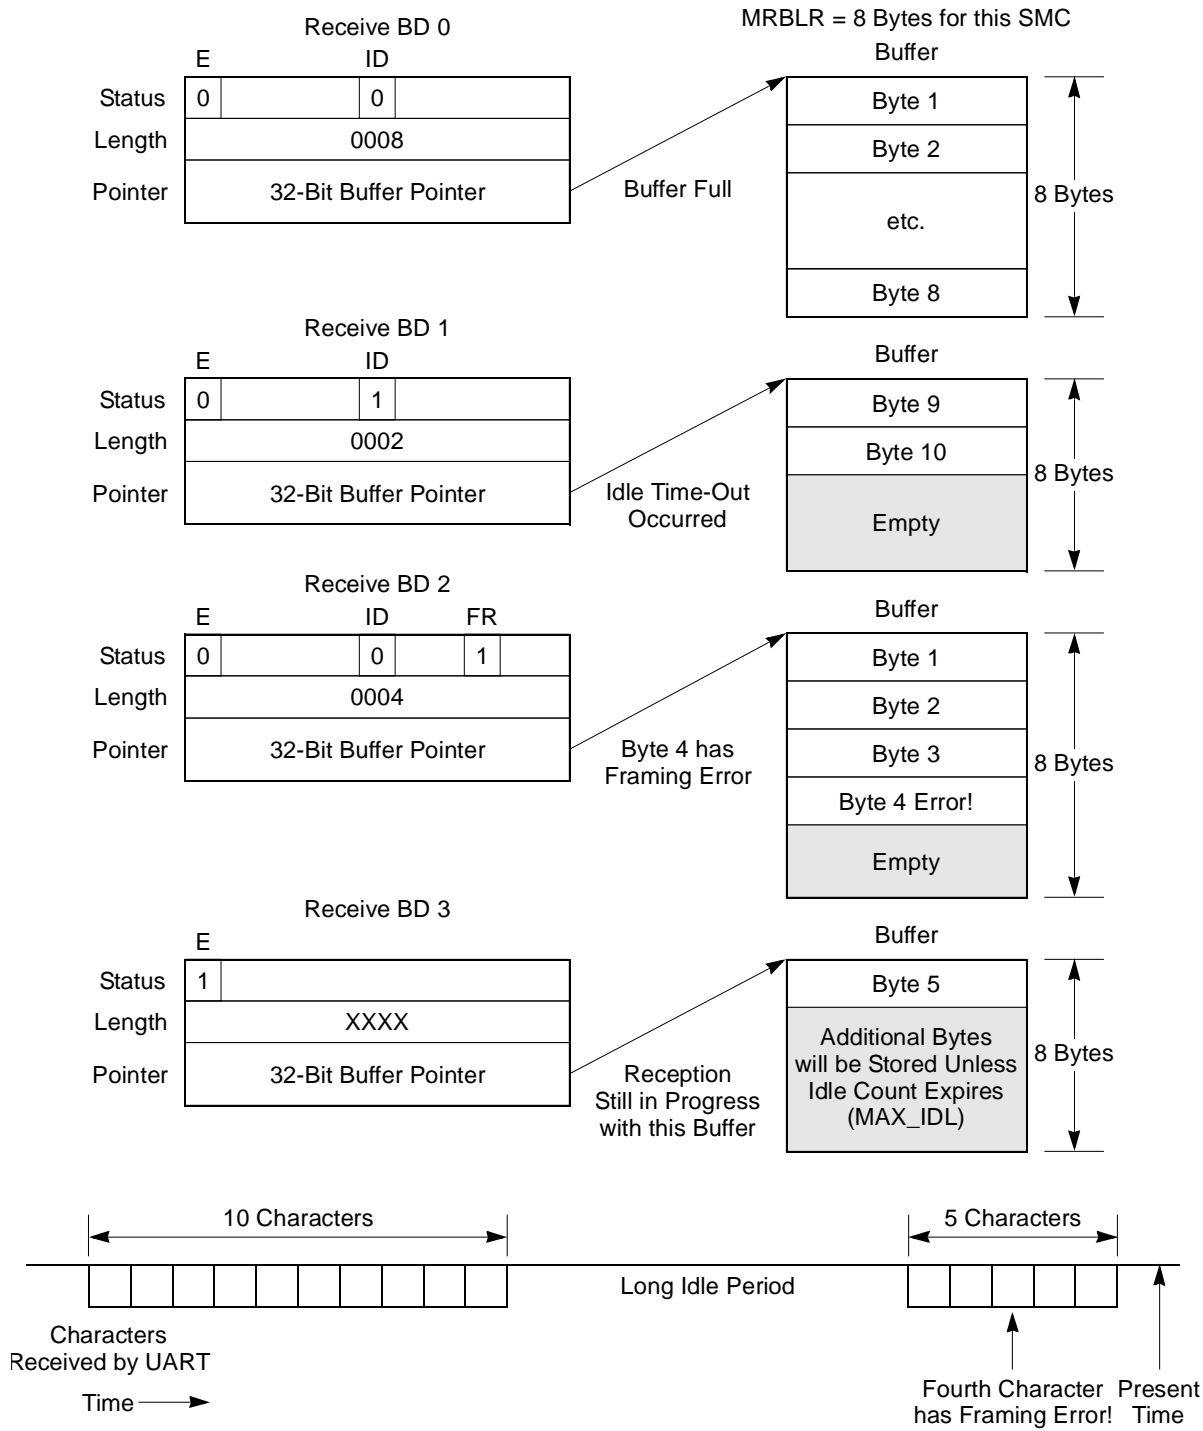 Receive BD 0
MRBLR = 8 Bytes for this SMC
E ID
Buffer
Status 0 0
Byte 1
Length 0008
Byte 2
Pointer 32-Bit Buffer Pointer
Buffer Full
8 Bytes
etc.
Byte 8
Receive BD 1
E ID
Buffer
Status 0 1
Byte 9
Length 0002
Byte 10
8 Bytes
Pointer 32-Bit Buffer Pointer
Idle Time-Out
Occurred
Empty
Receive BD 2
E ID FR
Buffer
Status 0 0 1
Byte 1
Length 0004
Byte 2
Pointer 32-Bit Buffer Pointer
Byte 4 has
Framing Error
Byte 3
8 Bytes
Byte 4 Error!
Empty
Receive BD 3
E
Buffer
Status 1
Byte 5
Length XXXX
Additional Bytes
will be Stored Unless
Idle Count Expires
(MAX_IDL)
8 Bytes
Pointer 32-Bit Buffer Pointer
Reception
Still in Progress
with this Buffer
10 Characters
5 Characters
Long Idle Period
Characters
Received by UART
Time
Fourth Character
has Framing Error!
Present
Time